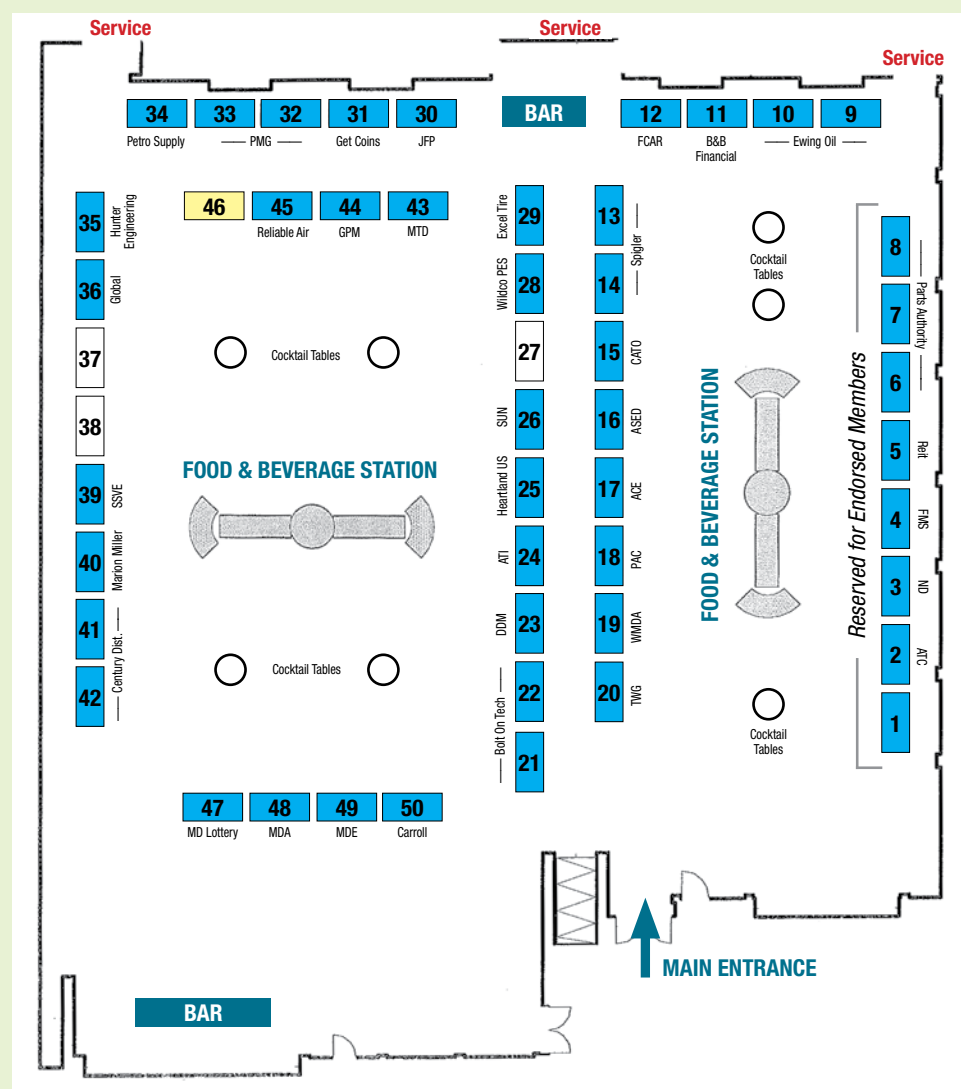 Service
Service
Service
34
33
32
31
30
BAR
12
11
10
9
Petro Supply
PMG
Get Coins
JFP
FCAR
B&B
Financial
Ewing Oil
35
Hunter
Engineering
36
Global
37
38
39
SSVE
40
Marion Miller
41
42
Century Dist.
46
45
44
43
Reliable Air
GPM
MTD
Cocktail Tables
FOOD & BEVERAGE STATION
Cocktail Tables
47
48
49
50
MD Lottery
MDA
MDE
Carroll
29
Excel Tire
28
Wildco PES
27
26
SUN
25
Heartland US
24
ATI
23
DDM
22
21
Bolt On Tech
13
14
Spigler
15
CATO
16
ASED
17
ACE
18
PAC
19
WMDA
20
TWG
Cocktail
Tables
FOOD & BEVERAGE STATION
Cocktail
Tables
Reserved for Endorsed Members
8
7
6
Parts Authority
5
Reit
4
FMS
3
ND
2
ATC
1
MAIN ENTRANCE
BAR